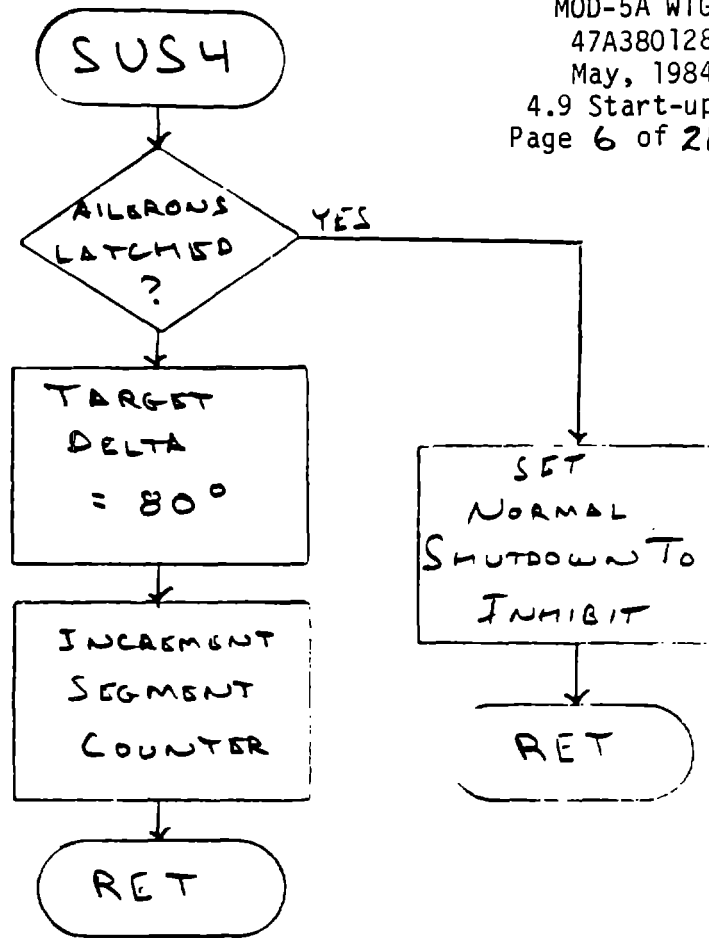 MOD-5A WTG
47A380128
May, 1984
4.9 Start-up
Page 6 of
SUS4
AILERONS
LATCHED
?
YES
TARGET
DELTA
= 80°
INCREMENT
SEGMENT
COUNTER
RET
SET
NORMAL
SHUTDOWN TO
INHIBIT
RET